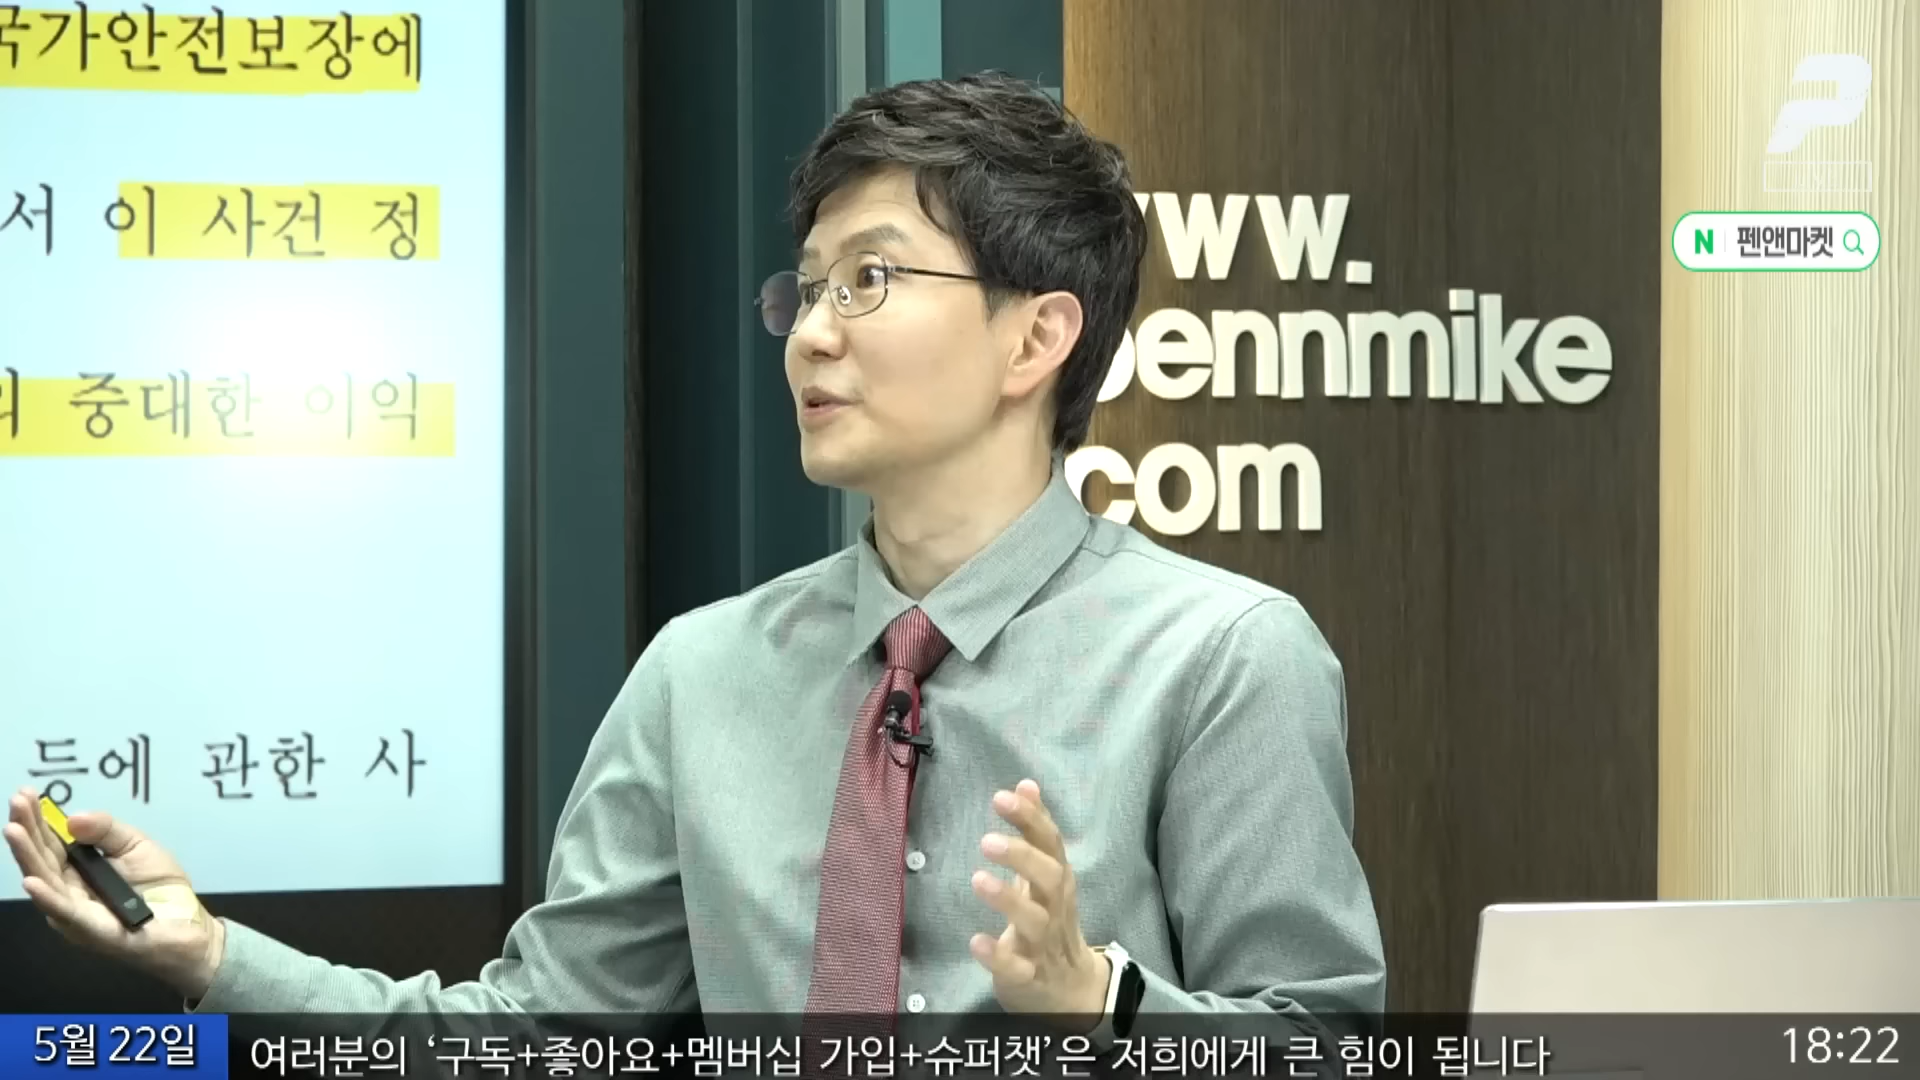 국가안전보장에
서 이 사건 정
의 중대한 이익
등에 관한 사
www.
pennmike
.com
N 펜앤마켓
5월 22일
여러분의 ‘구독+좋아요+멤버십 가입+슈퍼챗’은 저희에게 큰 힘이 됩니다
18:22